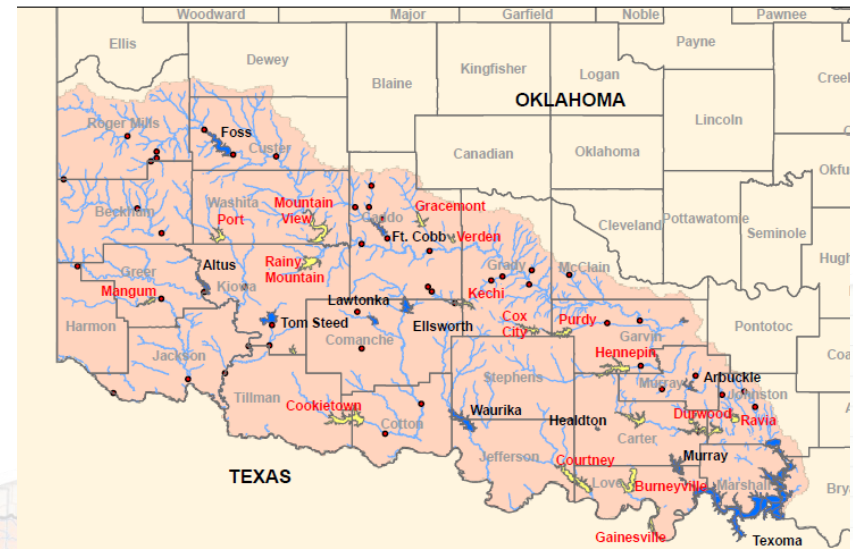 Woodward
Major
Garfield
Noble
Pawnee
Ellis
Dewey
Payne
Blaine
Kingfisher
Logan
Creel
OKLAHOMA
Lincoln
Roger Mills
Foss
Custer
Canadian
Oklahoma
Okfu
Beckham
Washita
Port
Mountain
View
Caddo
Gracemont
Ft. Cobb
Verden
Cleveland
Pottawatomie
Seminole
Hugh
Greer
Altus
Kiowa
Rainy
Mountain
Grady
McClain
Mangum
Lawtonka
Kechi
Harmon
Tom Steed
Ellsworth
Cox
City
Purdy
Garvin
Pontotoc
Jackson
Comanche
Hennepin
Coa
Tillman
Stephens
Murray
Arbuckle
Johnston
Cookietown
Cotton
Waurika
Healdton
Durwood
Ravia
Carter
Jefferson
Courtney
Murray
TEXAS
Love
Burneyville
Marshall
Brya
Gainesville
Texoma